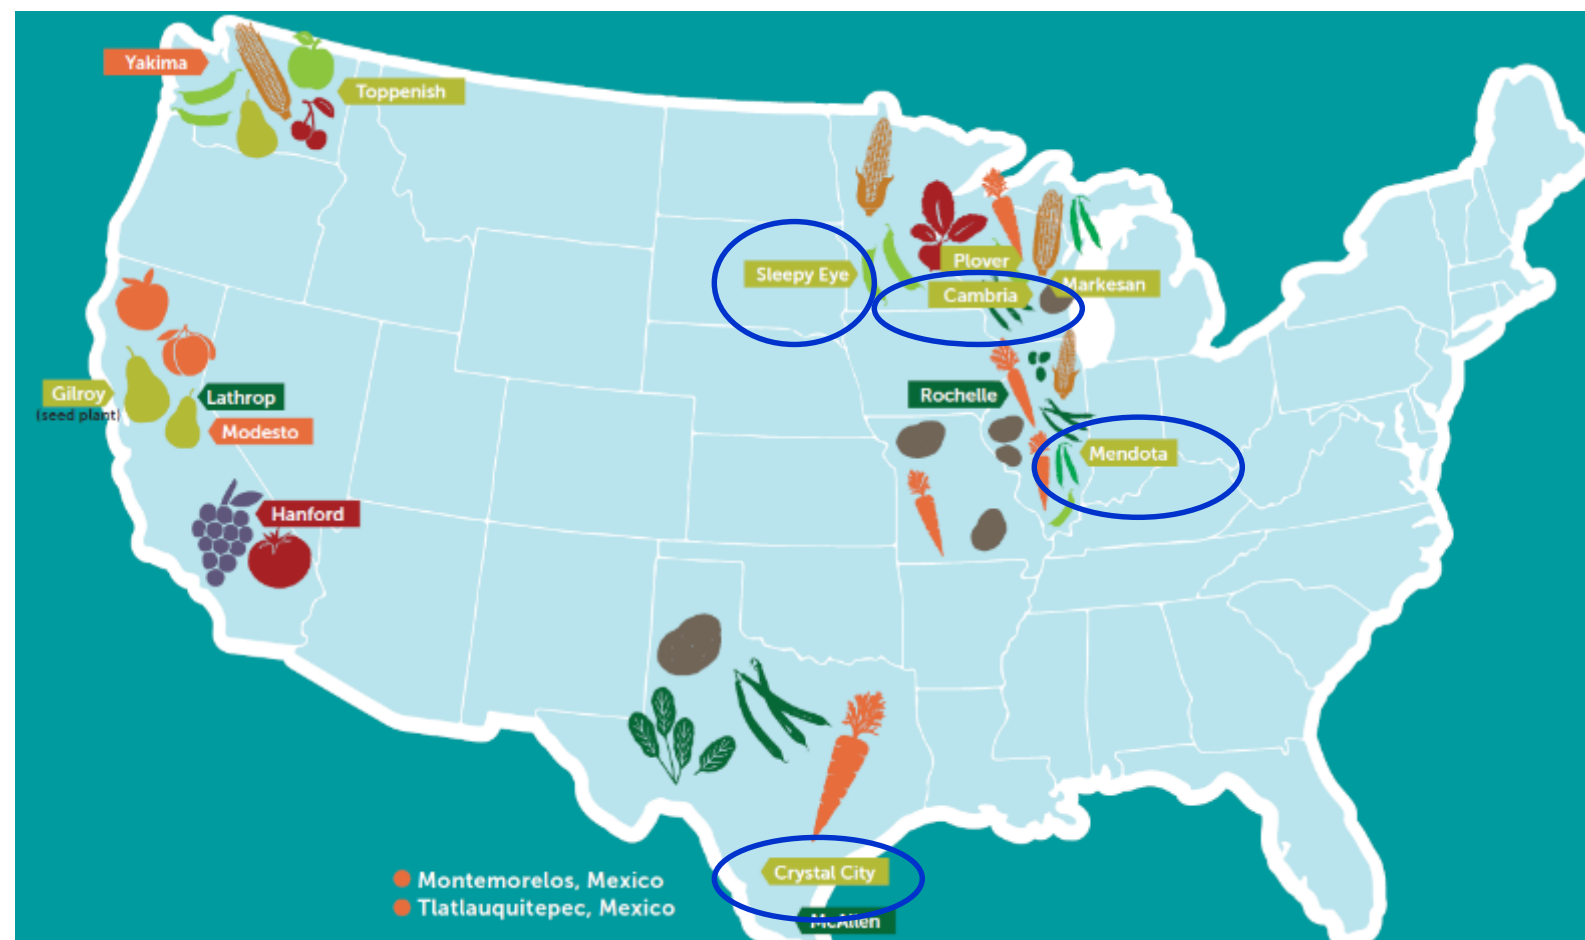 Yakima
Toppenish
Sleepy Eye
Plover
Markesan
Cambria
Gilroy
(seed plant)
Lathrop
Modesto
Rochelle
Mendota
Hanford
Crystal City
Montemorelos, Mexico
Tlatlauquitepec, Mexico
McAllen